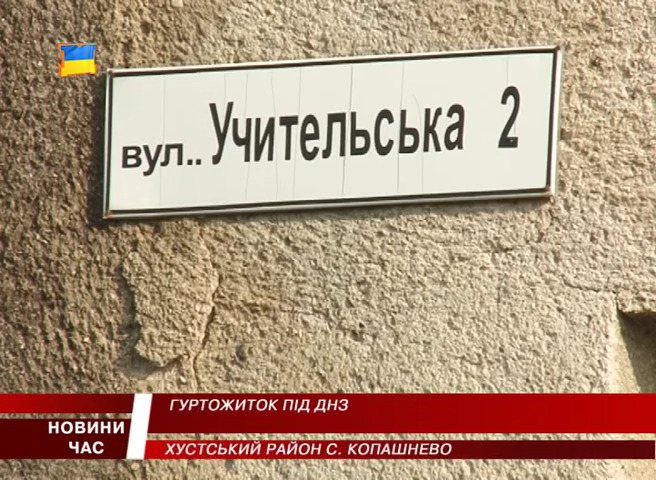 вул.. Учительська 2
ГУРТОЖИТОК ПІД ДНЗ
НОВИНИ
ЧАС
ХУСТСЬКИЙ РАЙОН С. КОПАШНЕВО